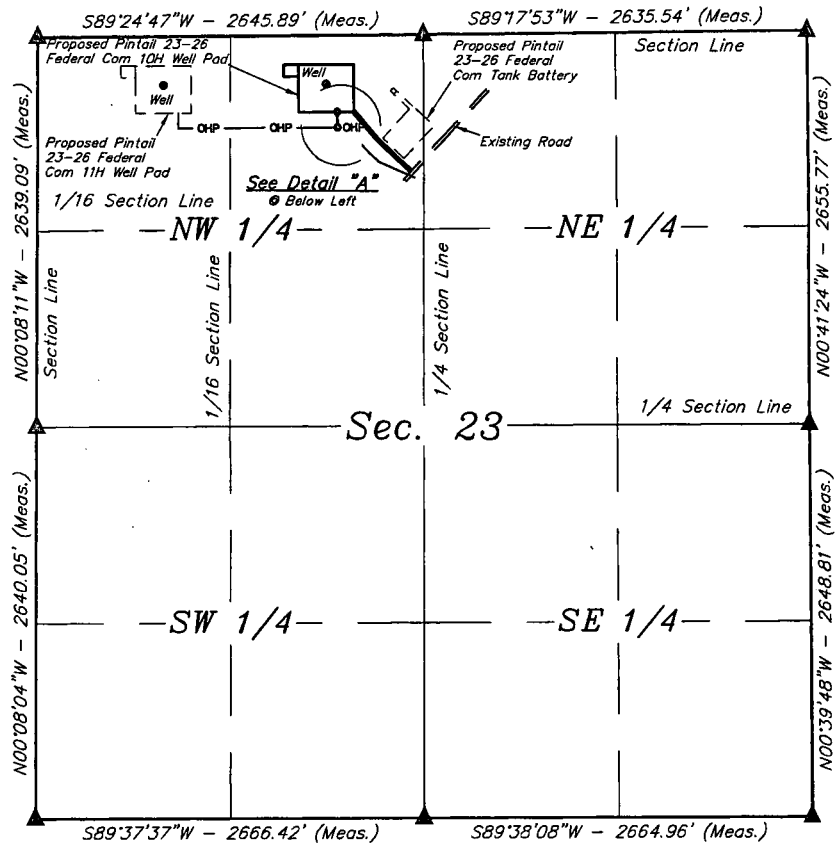 S89°24'47"W - 2645.89' (Meas.)
S89°17'53"W - 2635.54' (Meas.)
Proposed Pintail 23-26
Federal Com 10H Well Pad
Well
Well
Proposed Pintail
23-26 Federal
Com Tank Battery
Section Line
OHP
OHP
OHP
Existing Road
Proposed Pintail
23-26 Federal
Com 11H Well Pad
See Detail "A"
Below Left
1/16 Section Line
NW 1/4
NE 1/4
N00°08'11"W - 2639.09' (Meas.)
Section Line
1/16 Section Line
1/4 Section Line
N00°41'24"W - 2655.77' (Meas.)
1/4 Section Line
Sec. 23
N00°08'04"W - 2640.05' (Meas.)
SW 1/4
SE 1/4
N00°39'48"W - 2648.81' (Meas.)
S89°37'37"W - 2666.42' (Meas.)
S89°38'08"W - 2664.96' (Meas.)